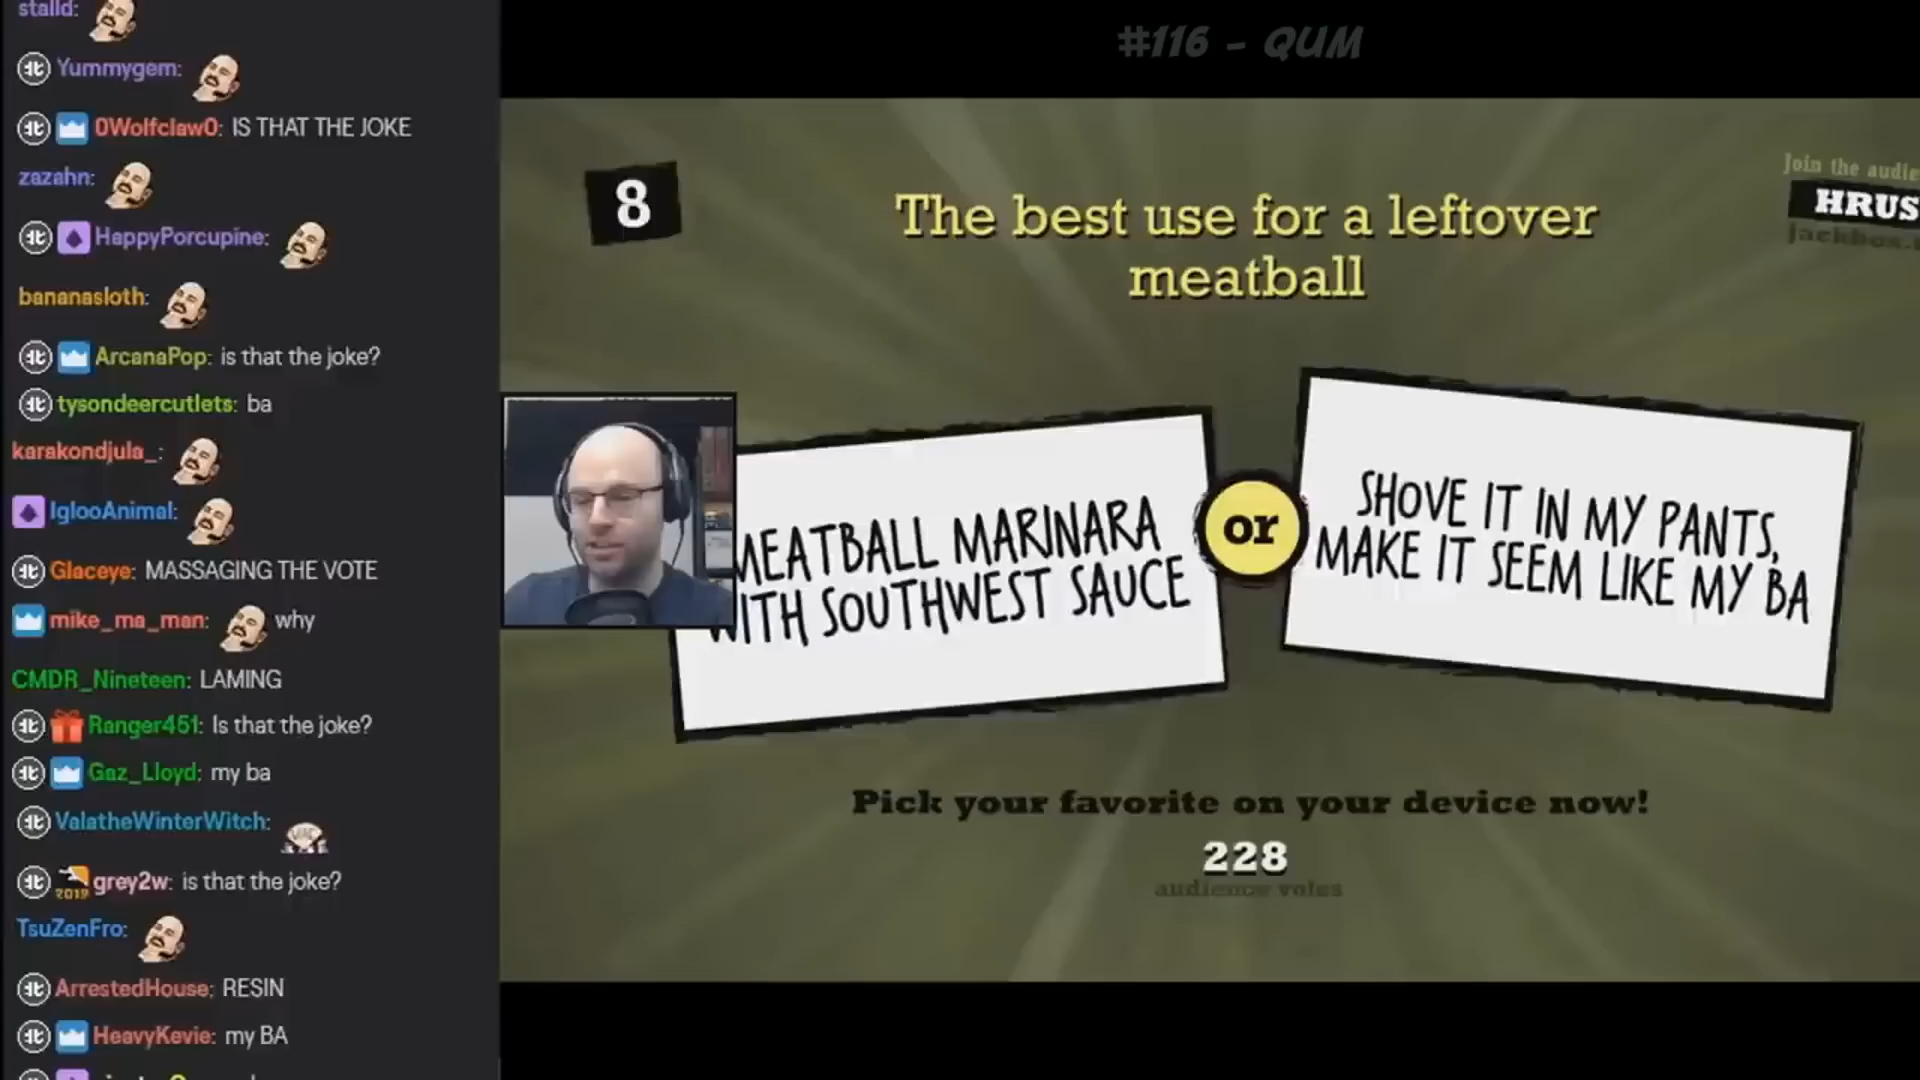 stalld:
Yummygem:
0Wolfclaw0: IS THAT THE JOKE
zazahn:
HappyPorcupine:
bananasloth:
ArcanaPop: is that the joke?
tysondeercutlets: ba
karakondjula_:
IglooAnimal:
Glaceye: MASSAGING THE VOTE
mike_ma_man: why
CMDR_Nineteen: LAMING
Ranger451: Is that the joke?
Gaz_Lloyd: my ba
ValatheWinterWitch:
2019 grey2w: is that the joke?
TsuZenFro:
ArrestedHouse: RESIN
HeavyKevie: my BA
#116 - QUM
8
The best use for a leftover
meatball
Join the audie
HRUS
jackbox.
MEATBALL MARINARA
WITH SOUTHWEST SAUCE
or
SHOVE IT IN MY PANTS,
MAKE IT SEEM LIKE MY BA
Pick your favorite on your device now!
228
audience votes